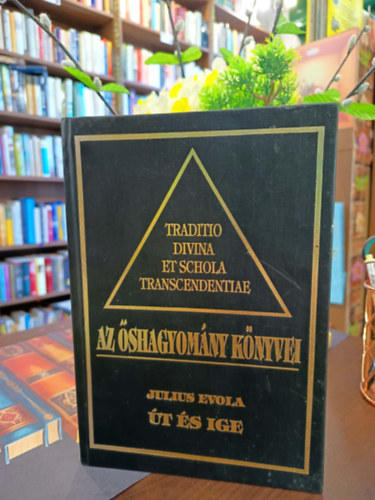 TRADITIO
DIVINA
ET SCHOLA
TRANSCENDENTIAE
AZ ŐSHAGYOMÁNY KÖNYVEI
JULIUS EVOLA
ÚT ÉS IGE